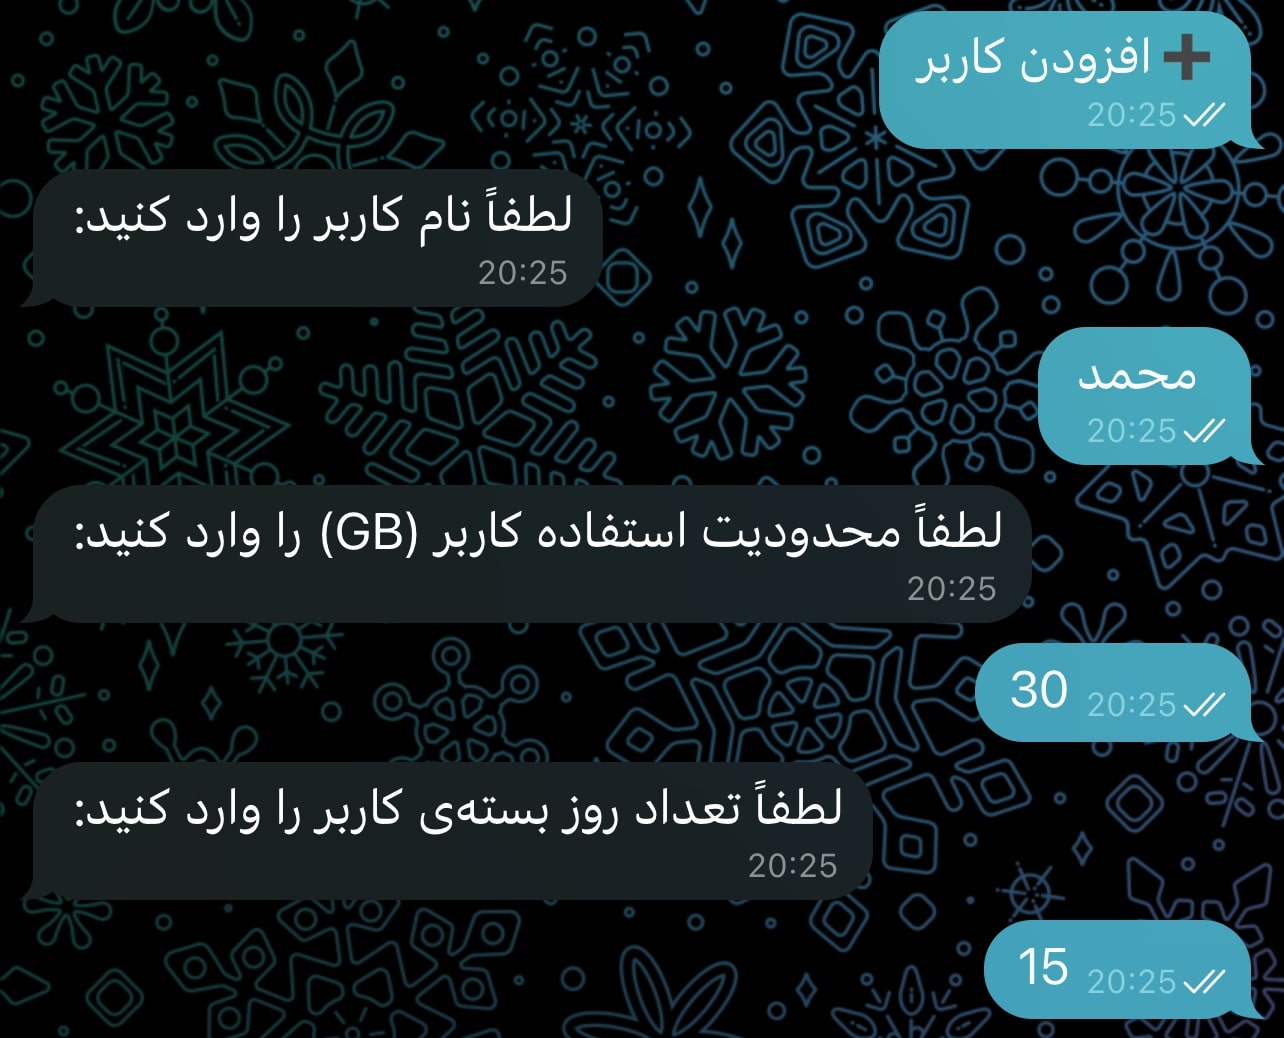 ➕ افزودن کاربر
20:25
لطفاً نام کاربر را وارد کنید:
20:25
محمد
20:25
لطفاً محدودیت استفاده کاربر (GB) را وارد کنید:
20:25
30 20:25
لطفاً تعداد روز بسته‌ی کاربر را وارد کنید:
20:25
15 20:25